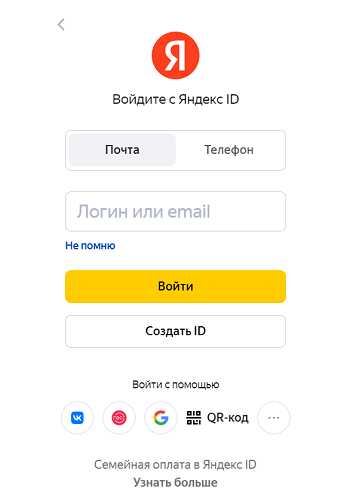 Я
Войдите с Яндекс ID
Почта Телефон
Логин или email
Не помню
Войти
Создать ID
Войти с помощью
QR-код
Семейная оплата в Яндекс ID
Узнать больше